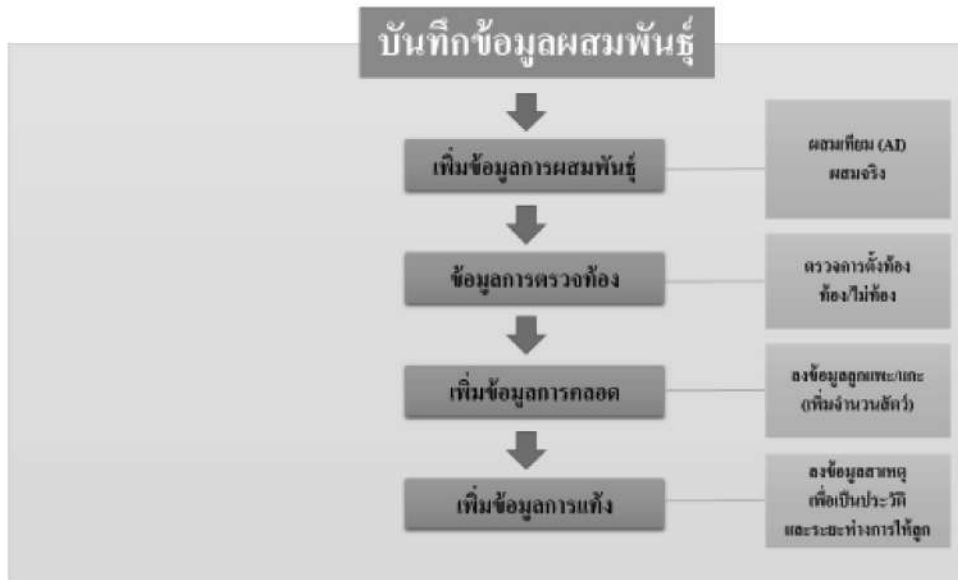 บันทึกข้อมูลผสมพันธุ์
เพิ่มข้อมูลการผสมพันธุ์
ผสมเทียม (AI)
ผสมจริง
ข้อมูลการตรวจท้อง
ตรวจการตั้งท้อง
ท้อง/ไม่ท้อง
เพิ่มข้อมูลการคลอด
ลงข้อมูลลูกแพะ/แกะ
(เพิ่มจำนวนสัตว์)
เพิ่มข้อมูลการแท้ง
ลงข้อมูลสาเหตุ
เพื่อเป็นประวัติ
และระยะห่างการให้ลูก